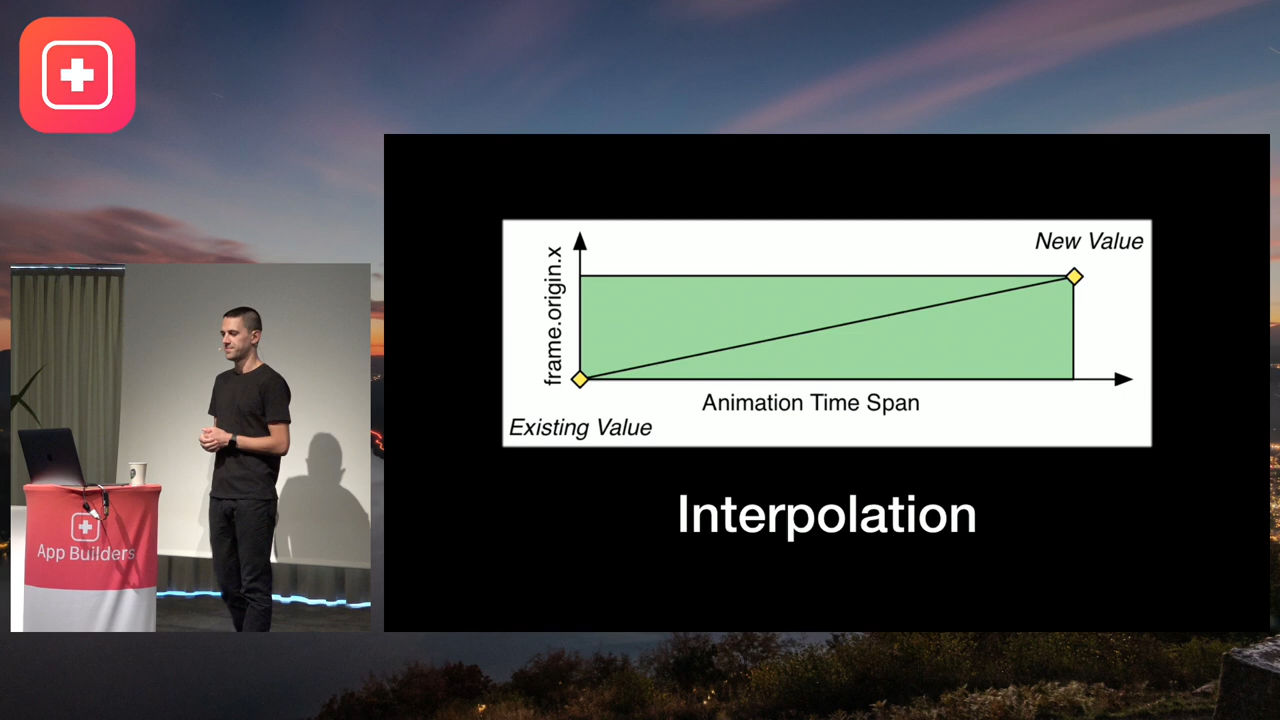 New Value
frame.origin.x
Animation Time Span
Existing Value
Interpolation
App Builders